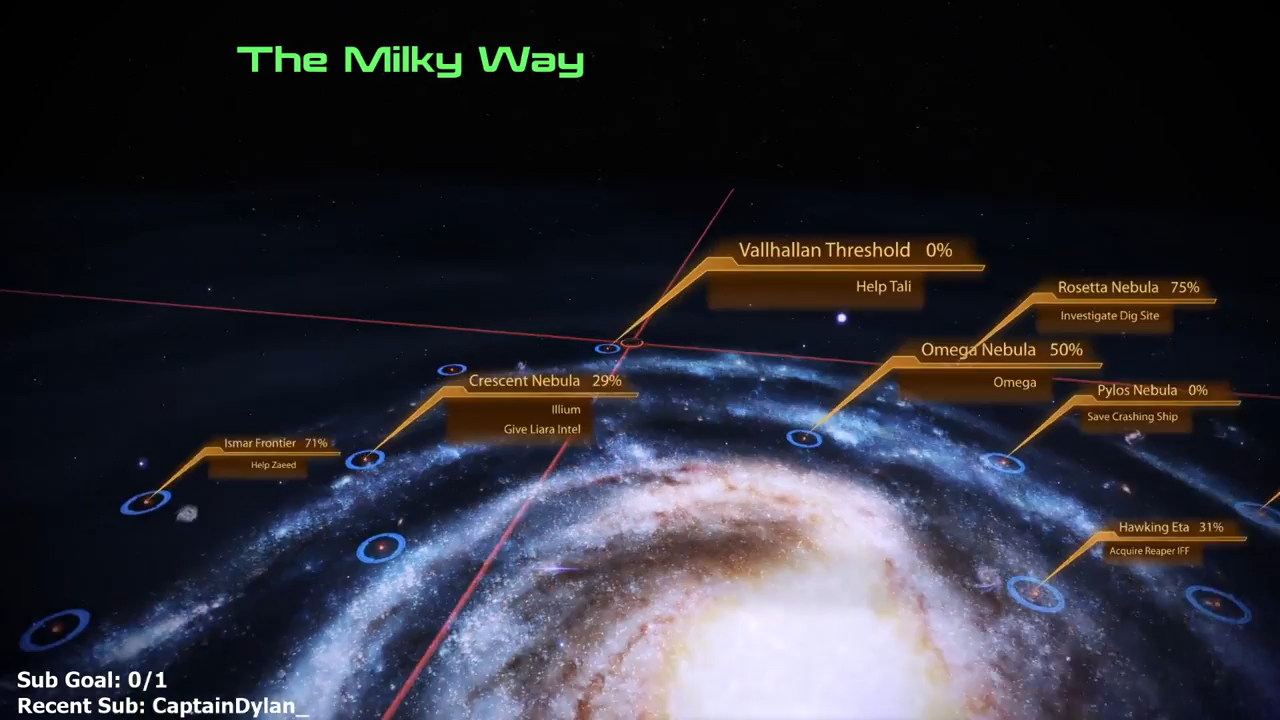 The Milky Way
Vallhallan Threshold 0%
Help Tali
Rosetta Nebula 75%
Investigate Dig Site
Omega Nebula 50%
Omega
Crescent Nebula 29%
Illium
Give Liara Intel
Pylos Nebula 0%
Save Crashing Ship
Ismar Frontier 71%
Help Zaeed
Hawking Eta 31%
Acquire Reaper IFF
Sub Goal: 0/1
Recent Sub: CaptainDylan_